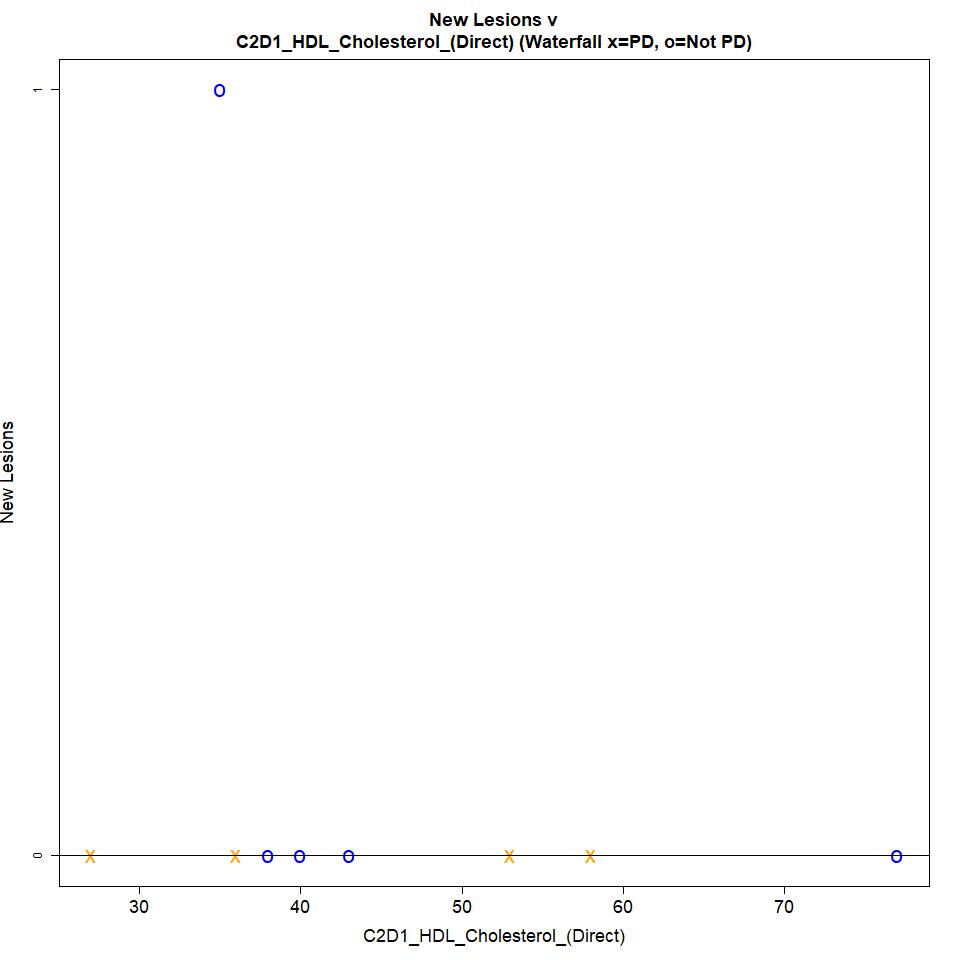 New Lesions v
C2D1_HDL_Cholesterol_(Direct) (Waterfall x=PD, o=Not PD)
1
o
New Lesions
0
x x o o o x x o
30 40 50 60 70
C2D1_HDL_Cholesterol_(Direct)